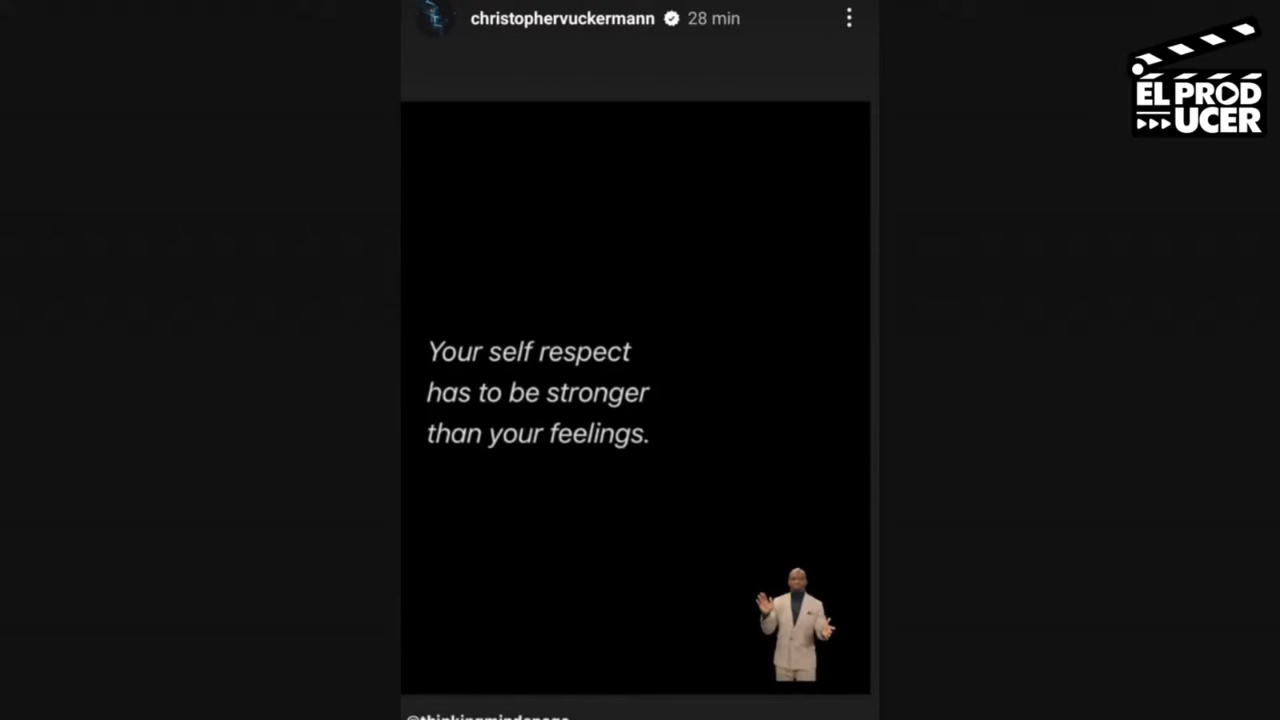 christophervuckermann 28 min
EL PROD
UCER
Your self respect
has to be stronger
than your feelings.